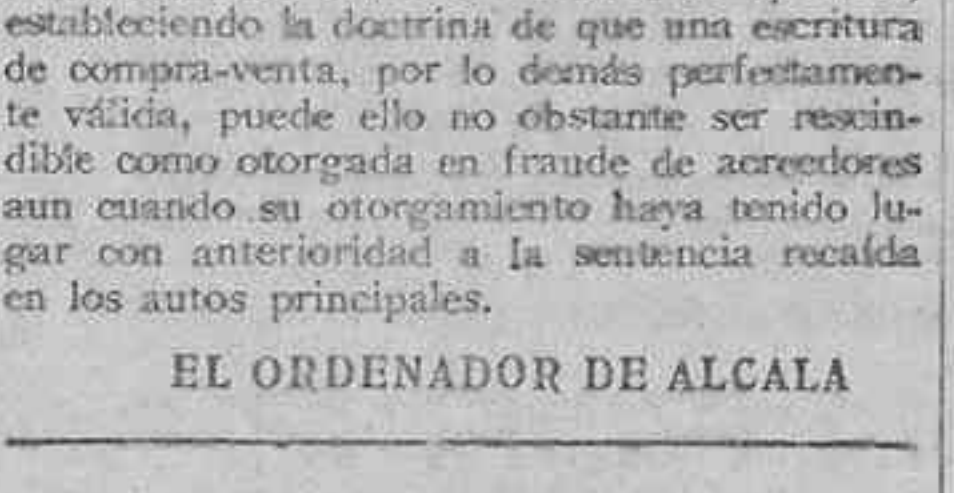 estableciendo la doctrina de que una escritura
de compra-venta, por lo demás perfectamen-
te válida, puede ello no obstante ser rescin-
dible como otorgada en fraude de acreedores
aun cuando su otorgamiento haya tenido lu-
gar con anterioridad a la sentencia recaída
en los autos principales.
EL ORDENADOR DE ALCALA